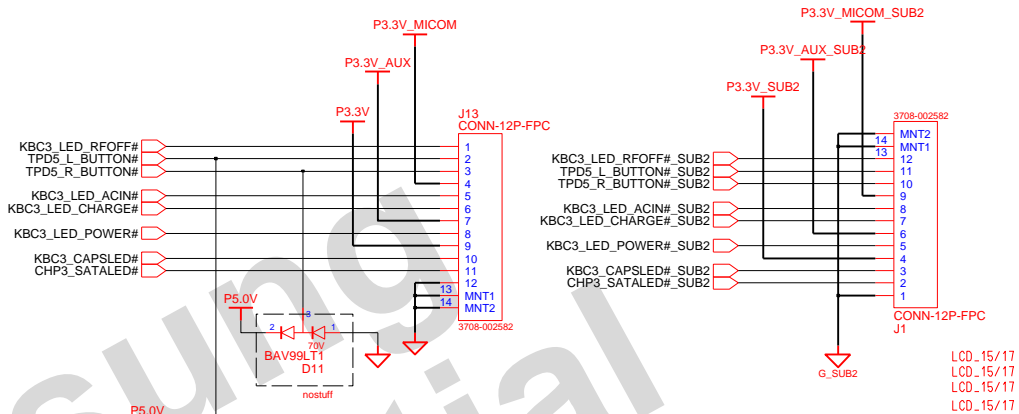 P3.3V_MICOM
P3.3V_AUX
P3.3V
J13
CONN-12P-FPC
KBC3_LED_RFOFF#
TPD5_L_BUTTON#
TPD5_R_BUTTON#
KBC3_LED_ACIN#
KBC3_LED_CHARGE#
KBC3_LED_POWER#
KBC3_CAPSLED#
CHP3_SATALED#
1
2
3
4
5
6
7
8
9
10
11
12
13 MNT1
14 MNT2
3708-002582
P5.0V
2
3
1
70V
BAV99LT1
D11
nostuff
P5.0V
P3.3V_MICOM_SUB2
P3.3V_AUX_SUB2
P3.3V_SUB2
3708-002582
KBC3_LED_RFOFF#_SUB2
TPD5_L_BUTTON#_SUB2
TPD5_R_BUTTON#_SUB2
KBC3_LED_ACIN#_SUB2
KBC3_LED_CHARGE#_SUB2
KBC3_LED_POWER#_SUB2
KBC3_CAPSLED#_SUB2
CHP3_SATALED#_SUB2
14 MNT2
13 MNT1
12
11
10
9
8
7
6
5
4
3
2
1
CONN-12P-FPC
J1
G_SUB2
LCD_15/17
LCD_15/17
LCD_15/17
LCD_15/17
sung
tial